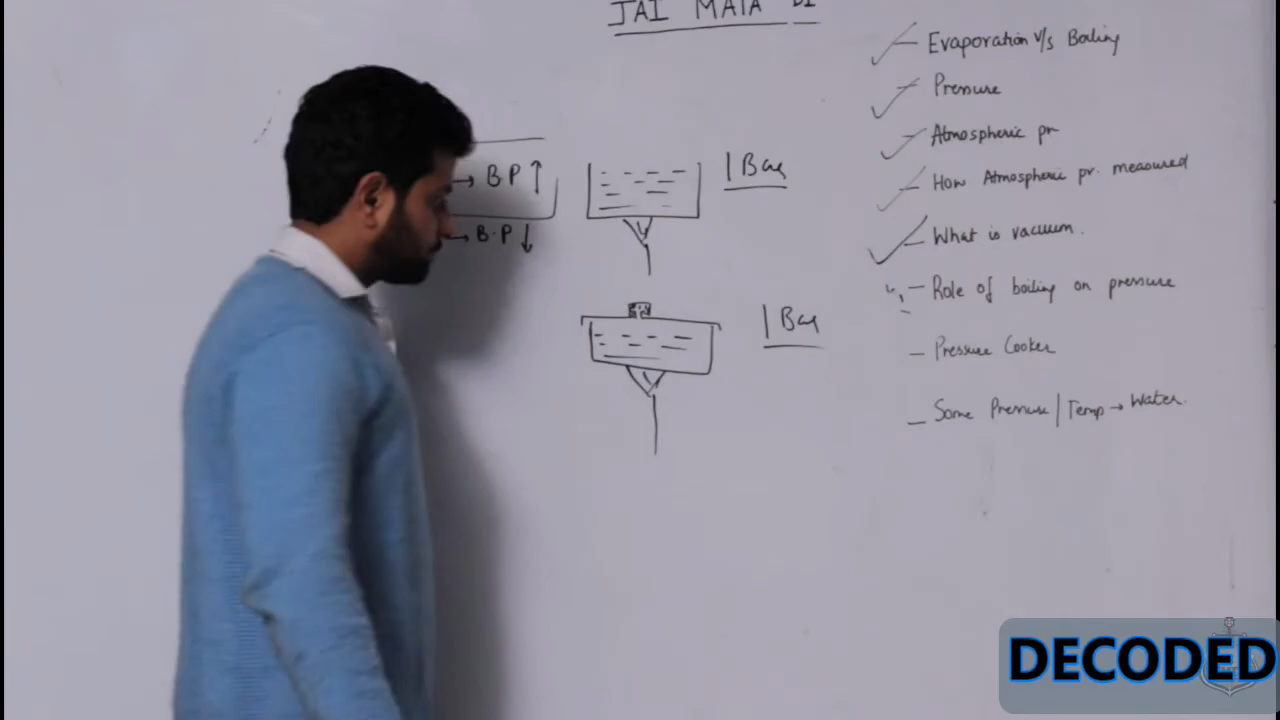 JAI MATA DI
→ B P ↑
→ B.P ↓
1 Bar
1 Bar
— Evaporation v/s Boiling
— Pressure
— Atmospheric pr
— How Atmospheric pr. measured
— What is vacuum.
— Role of boiling on pressure
— Pressure Cooker
— Some Pressure | Temp → Water.
DECODED